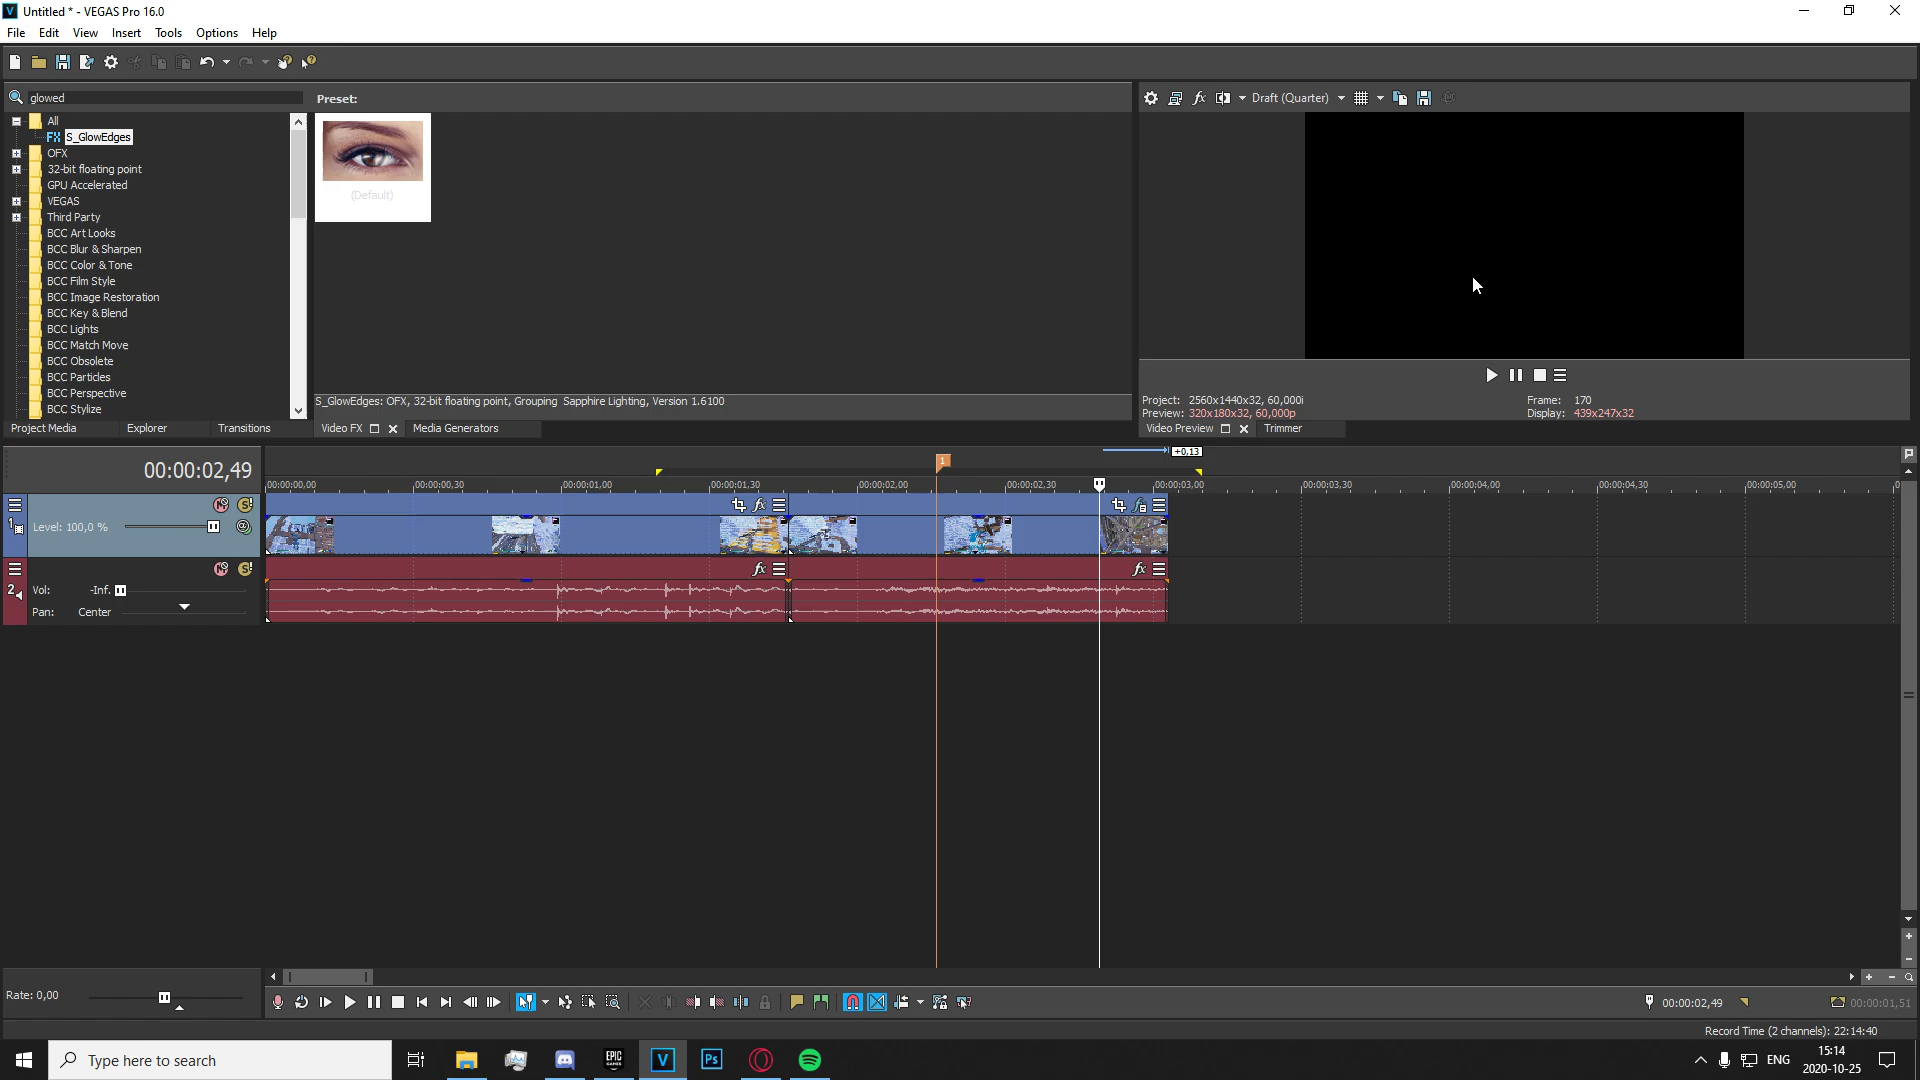 Untitled * - VEGAS Pro 16.0
File Edit View Insert Tools Options Help
glowed
Preset:
All
FX S_GlowEdges
OFX
32-bit floating point
GPU Accelerated
VEGAS
Third Party
BCC Art Looks
BCC Blur & Sharpen
BCC Color & Tone
BCC Film Style
BCC Image Restoration
BCC Key & Blend
BCC Lights
BCC Match Move
BCC Obsolete
BCC Particles
BCC Perspective
BCC Stylize
(Default)
S_GlowEdges: OFX, 32-bit floating point, Grouping Sapphire Lighting, Version 1.6100
Project Media Explorer Transitions Video FX Media Generators
Draft (Quarter)
Project: 2560x1440x32, 60,000i Frame: 170
Preview: 320x180x32, 60,000p Display: 439x247x32
Video Preview Trimmer
+0,13
1
00:00:02,49
00:00:00,00 00:00:00,30 00:00:01,00 00:00:01,30 00:00:02,00 00:00:02,30 00:00:03,00 00:00:03,30 00:00:04,00 00:00:04,30 00:00:05,00
1
Level: 100,0 %
2
Vol: -Inf.
Pan: Center
Rate: 0,00
00:00:02,49 00:00:01,51
Record Time (2 channels): 22:14:40
Type here to search
EPIC GAMES
V
Ps
ENG
15:14
2020-10-25